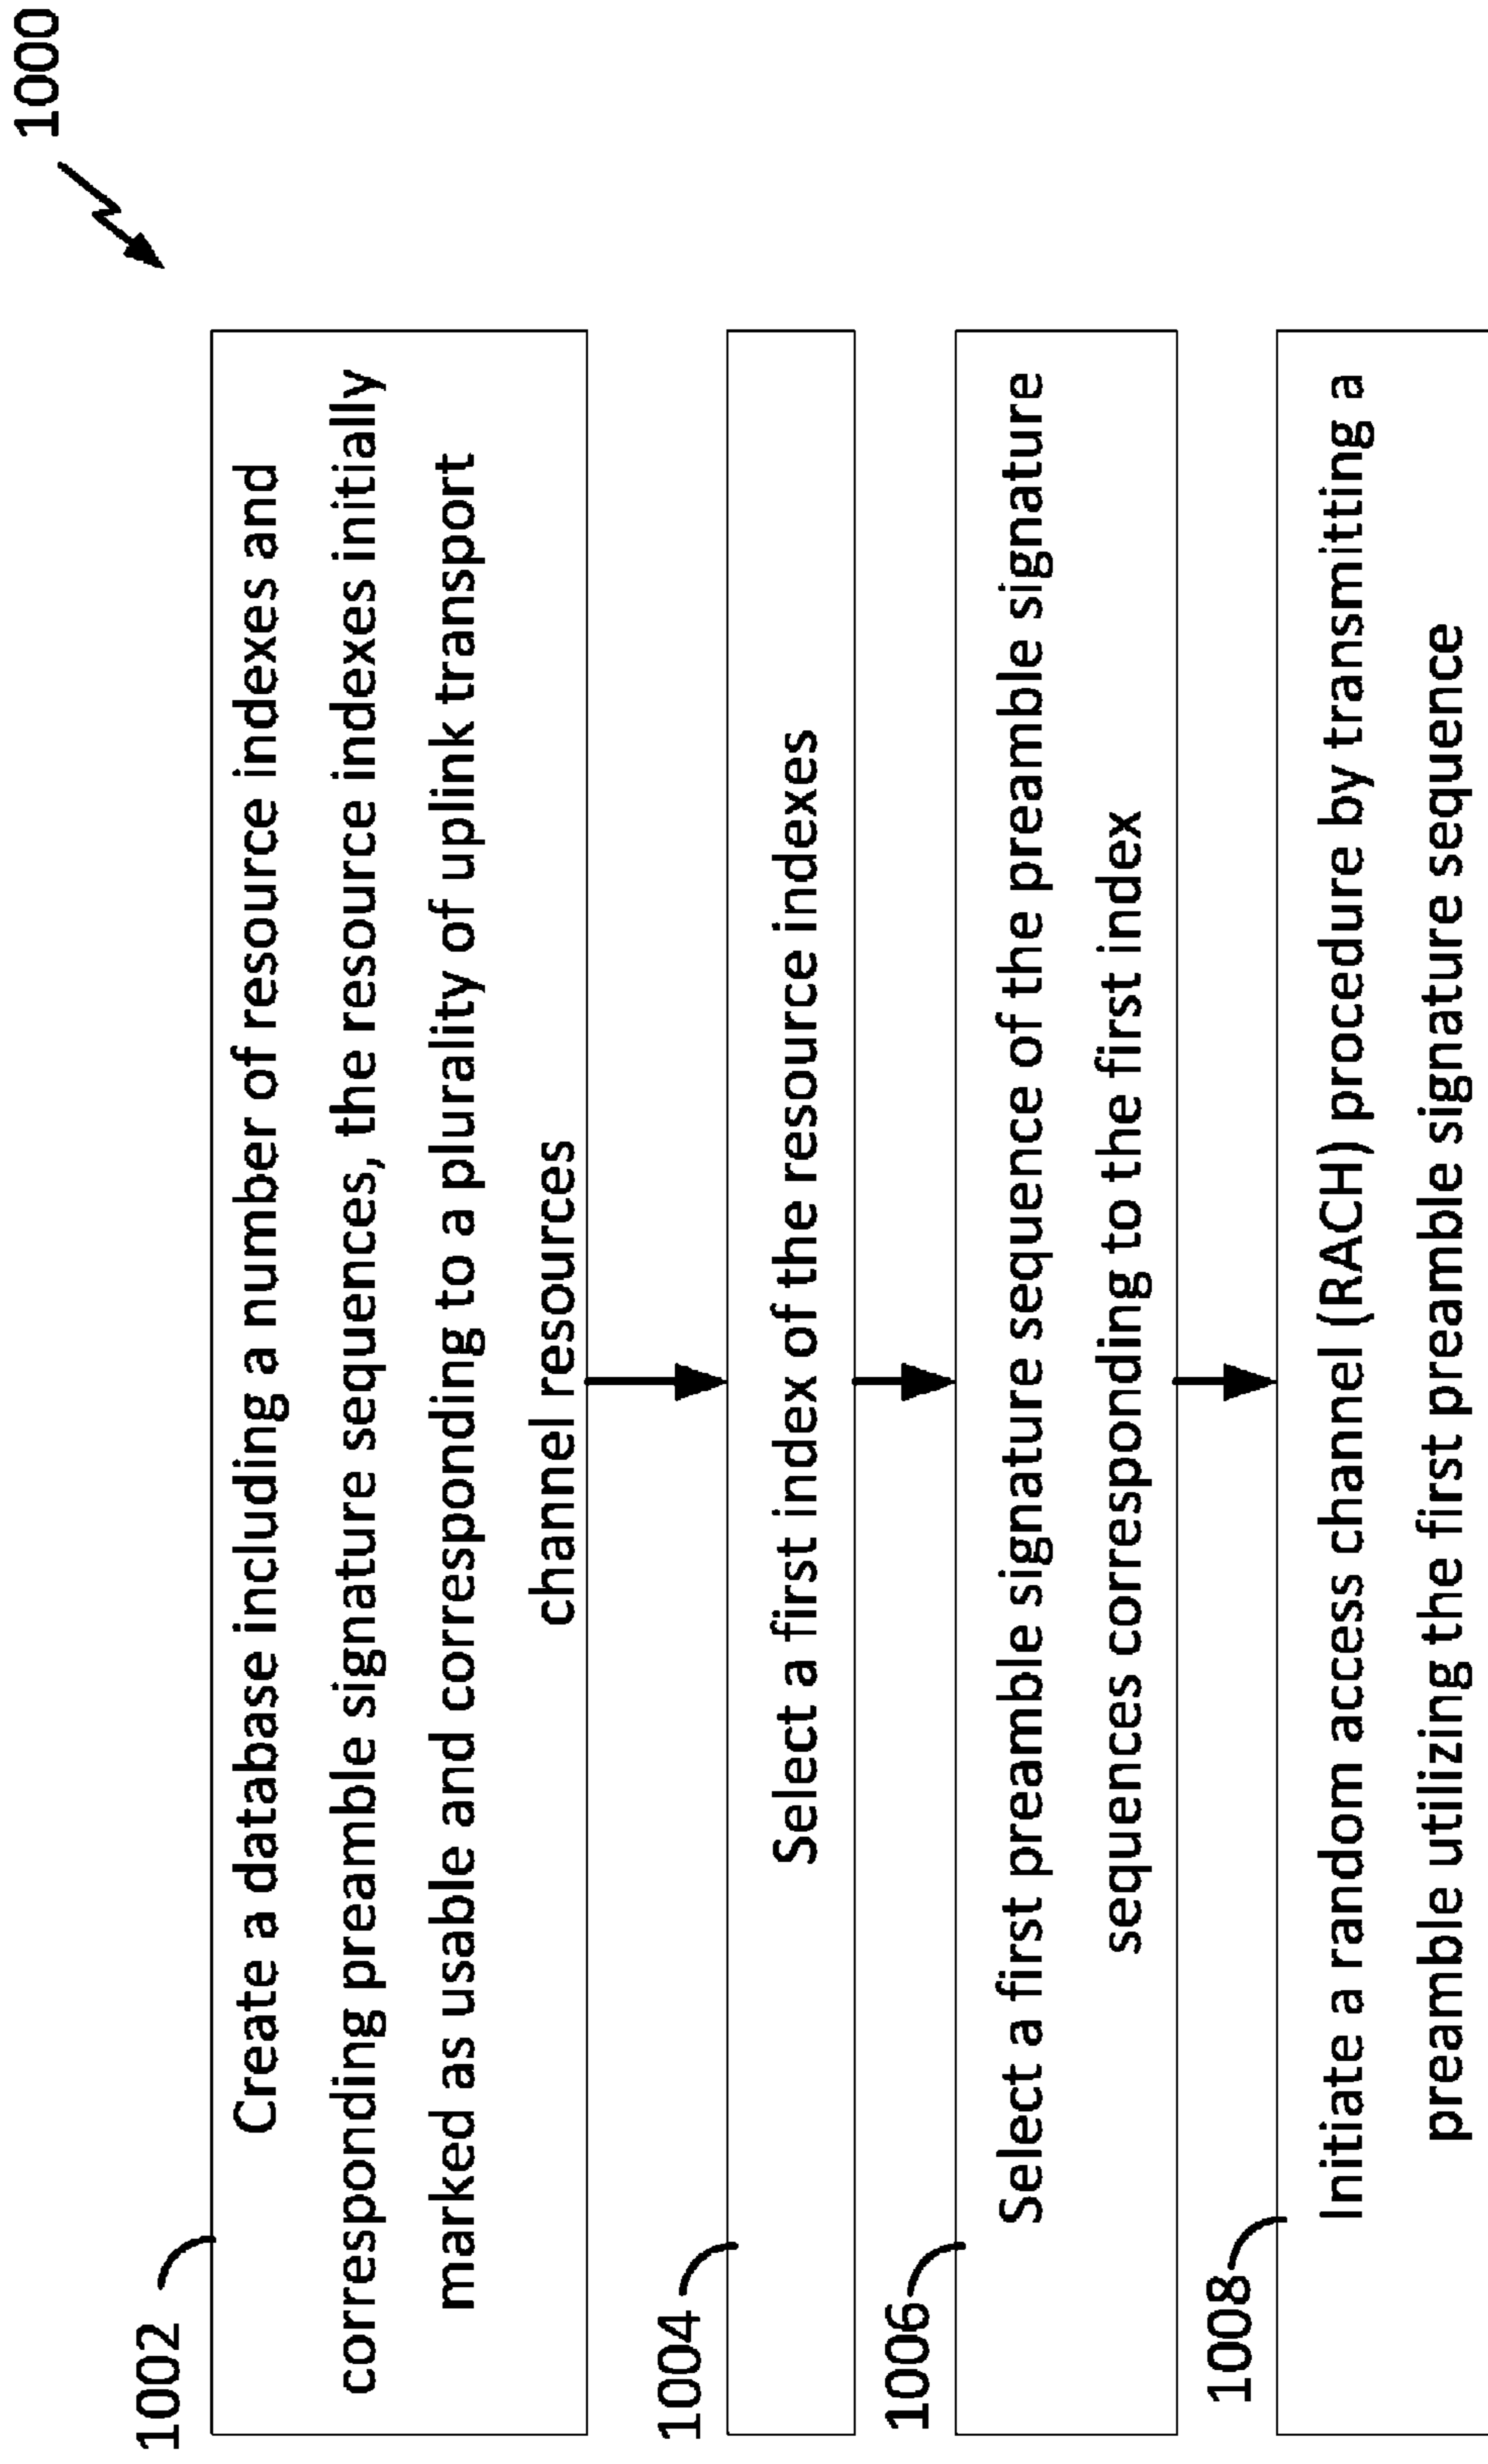 1000
1002
Create a database including a number of resource indexes and
corresponding preamble signature sequences, the resource indexes initially
marked as usable and corresponding to a plurality of uplink transport
channel resources
1004
Select a first index of the resource indexes
1006
Select a first preamble signature sequence of the preamble signature
sequences corresponding to the first index
1008
Initiate a random access channel (RACH) procedure by transmitting a
preamble utilizing the first preamble signature sequence